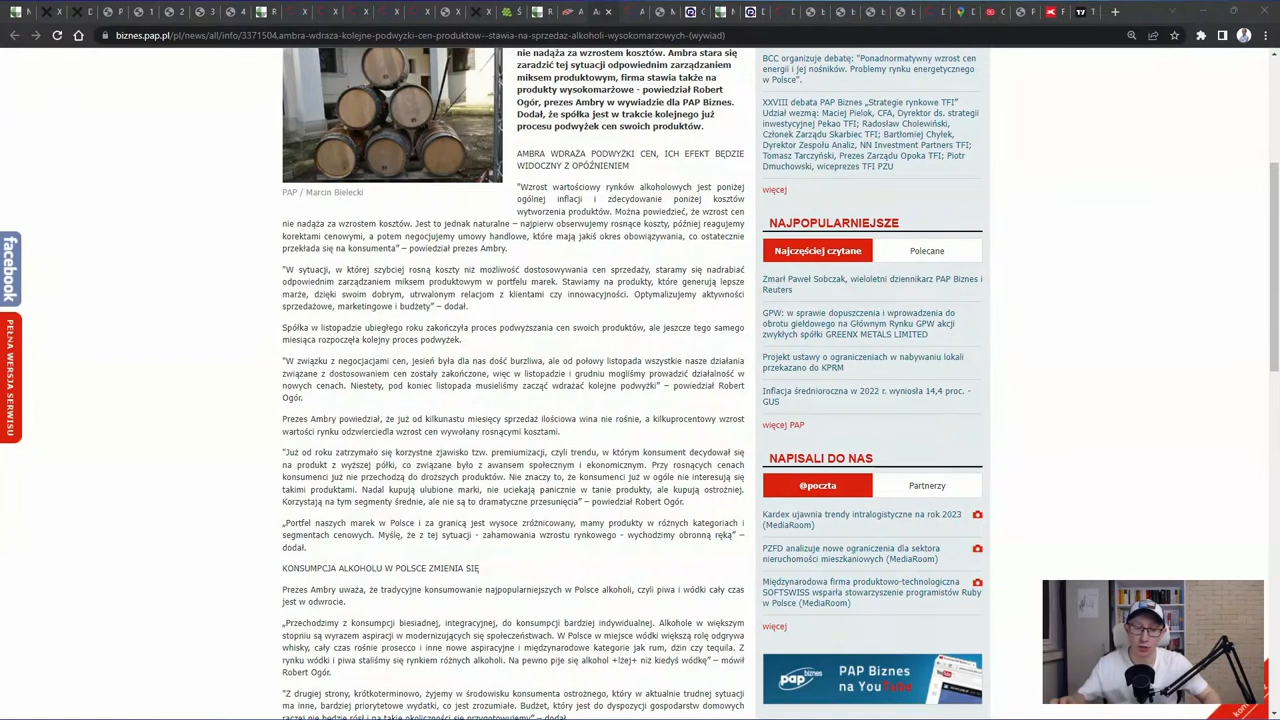 biznes.pap.pl/pl/news/all/info/3371504,ambra-wdraza-kolejne-podwyzki-cen-produktow--stawia-na-sprzedaz-alkoholi-wysokomarzowych-(wywiad)
nie nadąża za wzrostem kosztów. Ambra stara się
zaradzić tej sytuacji odpowiednim zarządzaniem
miksem produktowym, firma stawia także na
produkty wysokomarżowe - powiedział Robert
Ogór, prezes Ambry w wywiadzie dla PAP Biznes.
Dodał, że spółka jest w trakcie kolejnego już
procesu podwyżek cen swoich produktów.
PAP / Marcin Bielecki
AMBRA WDRAŻA PODWYŻKI CEN, ICH EFEKT BĘDZIE
WIDOCZNY Z OPÓŹNIENIEM
"Wzrost wartościowy rynków alkoholowych jest poniżej
ogólnej inflacji i zdecydowanie poniżej kosztów
wytworzenia produktów. Można powiedzieć, że wzrost cen
nie nadąża za wzrostem kosztów. Jest to jednak naturalne – najpierw obserwujemy rosnące koszty, później reagujemy
korektami cenowymi, a potem negocjujemy umowy handlowe, które mają jakiś okres obowiązywania, co ostatecznie
przekłada się na konsumenta" – powiedział prezes Ambry.
"W sytuacji, w której szybciej rosną koszty niż możliwość dostosowywania cen sprzedaży, staramy się nadrabiać
odpowiednim zarządzaniem miksem produktowym w portfelu marek. Stawiamy na produkty, które generują lepsze
marże, dzięki swoim dobrym, utrwalonym relacjom z klientami czy innowacyjności. Optymalizujemy aktywności
sprzedażowe, marketingowe i budżety" – dodał.
Spółka w listopadzie ubiegłego roku zakończyła proces podwyższania cen swoich produktów, ale jeszcze tego samego
miesiąca rozpoczęła kolejny proces podwyżek.
"W związku z negocjacjami cen, jesień była dla nas dość burzliwa, ale od połowy listopada wszystkie nasze działania
związane z dostosowaniem cen zostały zakończone, więc w listopadzie i grudniu mogliśmy prowadzić działalność w
nowych cenach. Niestety, pod koniec listopada musieliśmy zacząć wdrażać kolejne podwyżki" – powiedział Robert
Ogór.
Prezes Ambry powiedział, że już od kilkunastu miesięcy sprzedaż ilościowa wina nie rośnie, a kilkuprocentowy wzrost
wartości rynku odzwierciedla wzrost cen wywołany rosnącymi kosztami.
"Już od roku zatrzymało się korzystne zjawisko tzw. premiumizacji, czyli trendu, w którym konsument decydował się
na produkt z wyższej półki, co związane było z awansem społecznym i ekonomicznym. Przy rosnących cenach
konsumenci już nie przechodzą do droższych produktów. Nie znaczy to, że konsumenci już w ogóle nie interesują się
takimi produktami. Nadal kupują ulubione marki, nie uciekają panicznie w tanie produkty, ale kupują ostrożniej.
Korzystają na tym segmenty średnie, ale nie są to dramatyczne przesunięcia" – powiedział Robert Ogór.
„Portfel naszych marek w Polsce i za granicą jest wysoce zróżnicowany, mamy produkty w różnych kategoriach i
segmentach cenowych. Myślę, że z tej sytuacji - zahamowania wzrostu rynkowego - wychodzimy obronną ręką" –
dodał.
KONSUMPCJA ALKOHOLU W POLSCE ZMIENIA SIĘ
Prezes Ambry uważa, że tradycyjne konsumowanie najpopularniejszych w Polsce alkoholi, czyli piwa i wódki cały czas
jest w odwrocie.
„Przechodzimy z konsumpcji biesiadnej, integracyjnej, do konsumpcji bardziej indywidualnej. Alkohole w większym
stopniu są wyrazem aspiracji w modernizujących się społeczeństwach. W Polsce w miejsce wódki większą rolę odgrywa
whisky, cały czas rośnie prosecco i inne nowe aspiracyjne i międzynarodowe kategorie jak rum, dżin czy tequila. Z
rynku wódki i piwa staliśmy się rynkiem różnych alkoholi. Na pewno pije się alkohol +lżej+ niż kiedyś wódkę" – mówił
Robert Ogór.
"Z drugiej strony, krótkoterminowo, żyjemy w środowisku konsumenta ostrożnego, który w aktualnie trudnej sytuacji
ma inne, bardziej priorytetowe wydatki, co jest zrozumiałe. Budżet, który jest do dyspozycji gospodarstw domowych
raczej nie będzie rósł i na takie okoliczności się przygotowujemy" – dodał.
BCC organizuje debatę: "Ponadnormatywny wzrost cen
energii i jej nośników. Problemy rynku energetycznego
w Polsce".
XXVIII debata PAP Biznes „Strategie rynkowe TFI"
Udział wezmą: Maciej Pielok, CFA, Dyrektor ds. strategii
inwestycyjnej Pekao TFI; Radosław Cholewiński,
Członek Zarządu Skarbiec TFI; Bartłomiej Chyłek,
Dyrektor Zespołu Analiz, NN Investment Partners TFI;
Tomasz Tarczyński, Prezes Zarządu Opoka TFI; Piotr
Dmuchowski, wiceprezes TFI PZU
więcej
NAJPOPULARNIEJSZE
Najczęściej czytane
Polecane
Zmarł Paweł Sobczak, wieloletni dziennikarz PAP Biznes i
Reuters
GPW: w sprawie dopuszczenia i wprowadzenia do
obrotu giełdowego na Głównym Rynku GPW akcji
zwykłych spółki GREENX METALS LIMITED
Projekt ustawy o ograniczeniach w nabywaniu lokali
przekazano do KPRM
Inflacja średnioroczna w 2022 r. wyniosła 14,4 proc. -
GUS
więcej PAP
NAPISALI DO NAS
@poczta
Partnerzy
Kardex ujawnia trendy intralogistyczne na rok 2023
(MediaRoom)
PZFD analizuje nowe ograniczenia dla sektora
nieruchomości mieszkaniowych (MediaRoom)
Międzynarodowa firma produktowo-technologiczna
SOFTSWISS wsparła stowarzyszenie programistów Ruby
w Polsce (MediaRoom)
więcej
pap biznes
PAP Biznes
na YouTube
facebook
PEŁNA WERSJA SERWISU